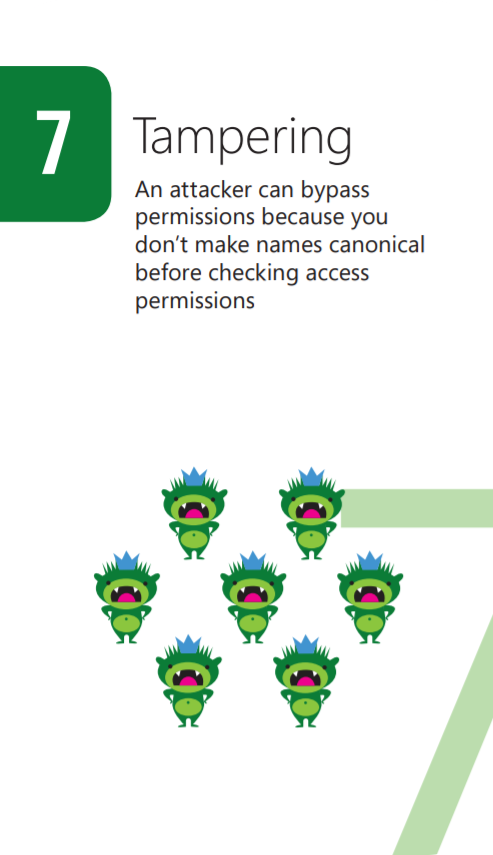 7
Tampering
An attacker can bypass
permissions because you
don't make names canonical
before checking access
permissions
7